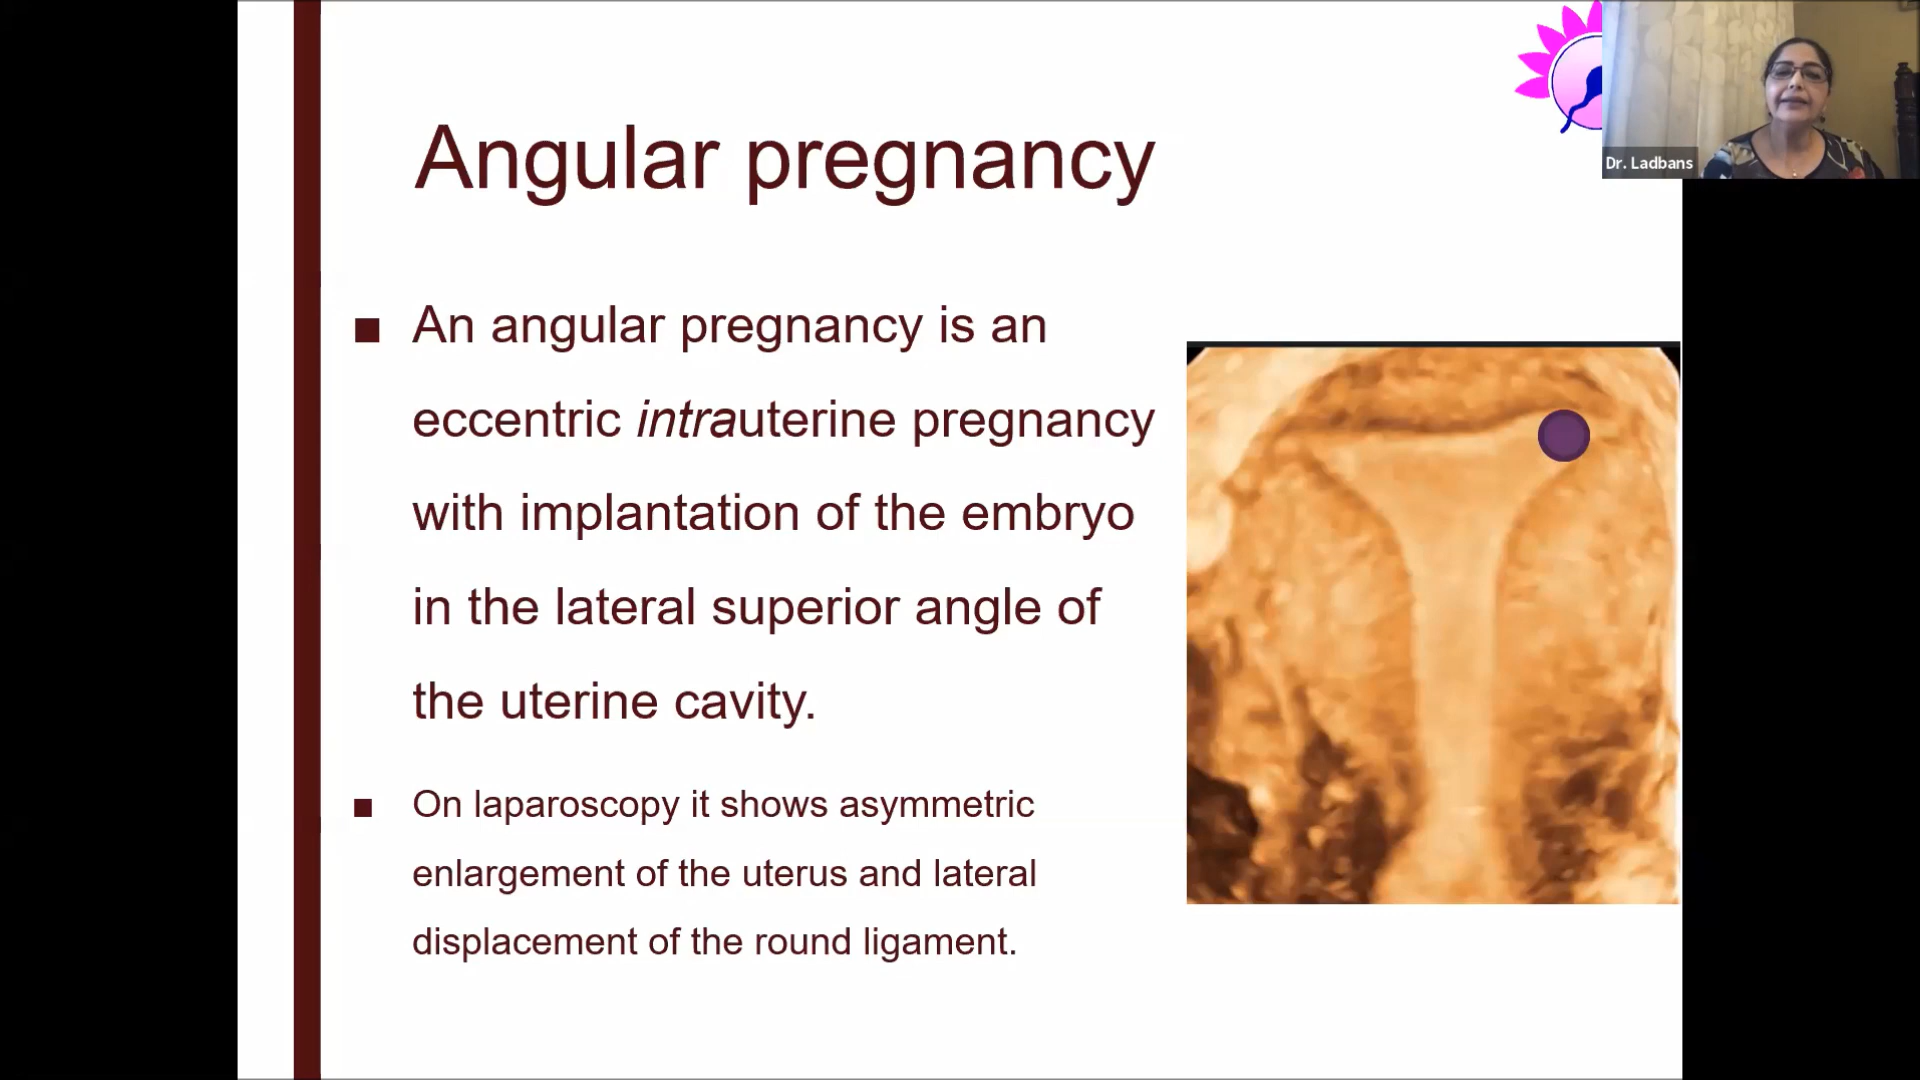 Angular pregnancy
■ An angular pregnancy is an
eccentric intrauterine pregnancy
with implantation of the embryo
in the lateral superior angle of
the uterine cavity.
■ On laparoscopy it shows asymmetric
enlargement of the uterus and lateral
displacement of the round ligament.
Dr. Ladbans